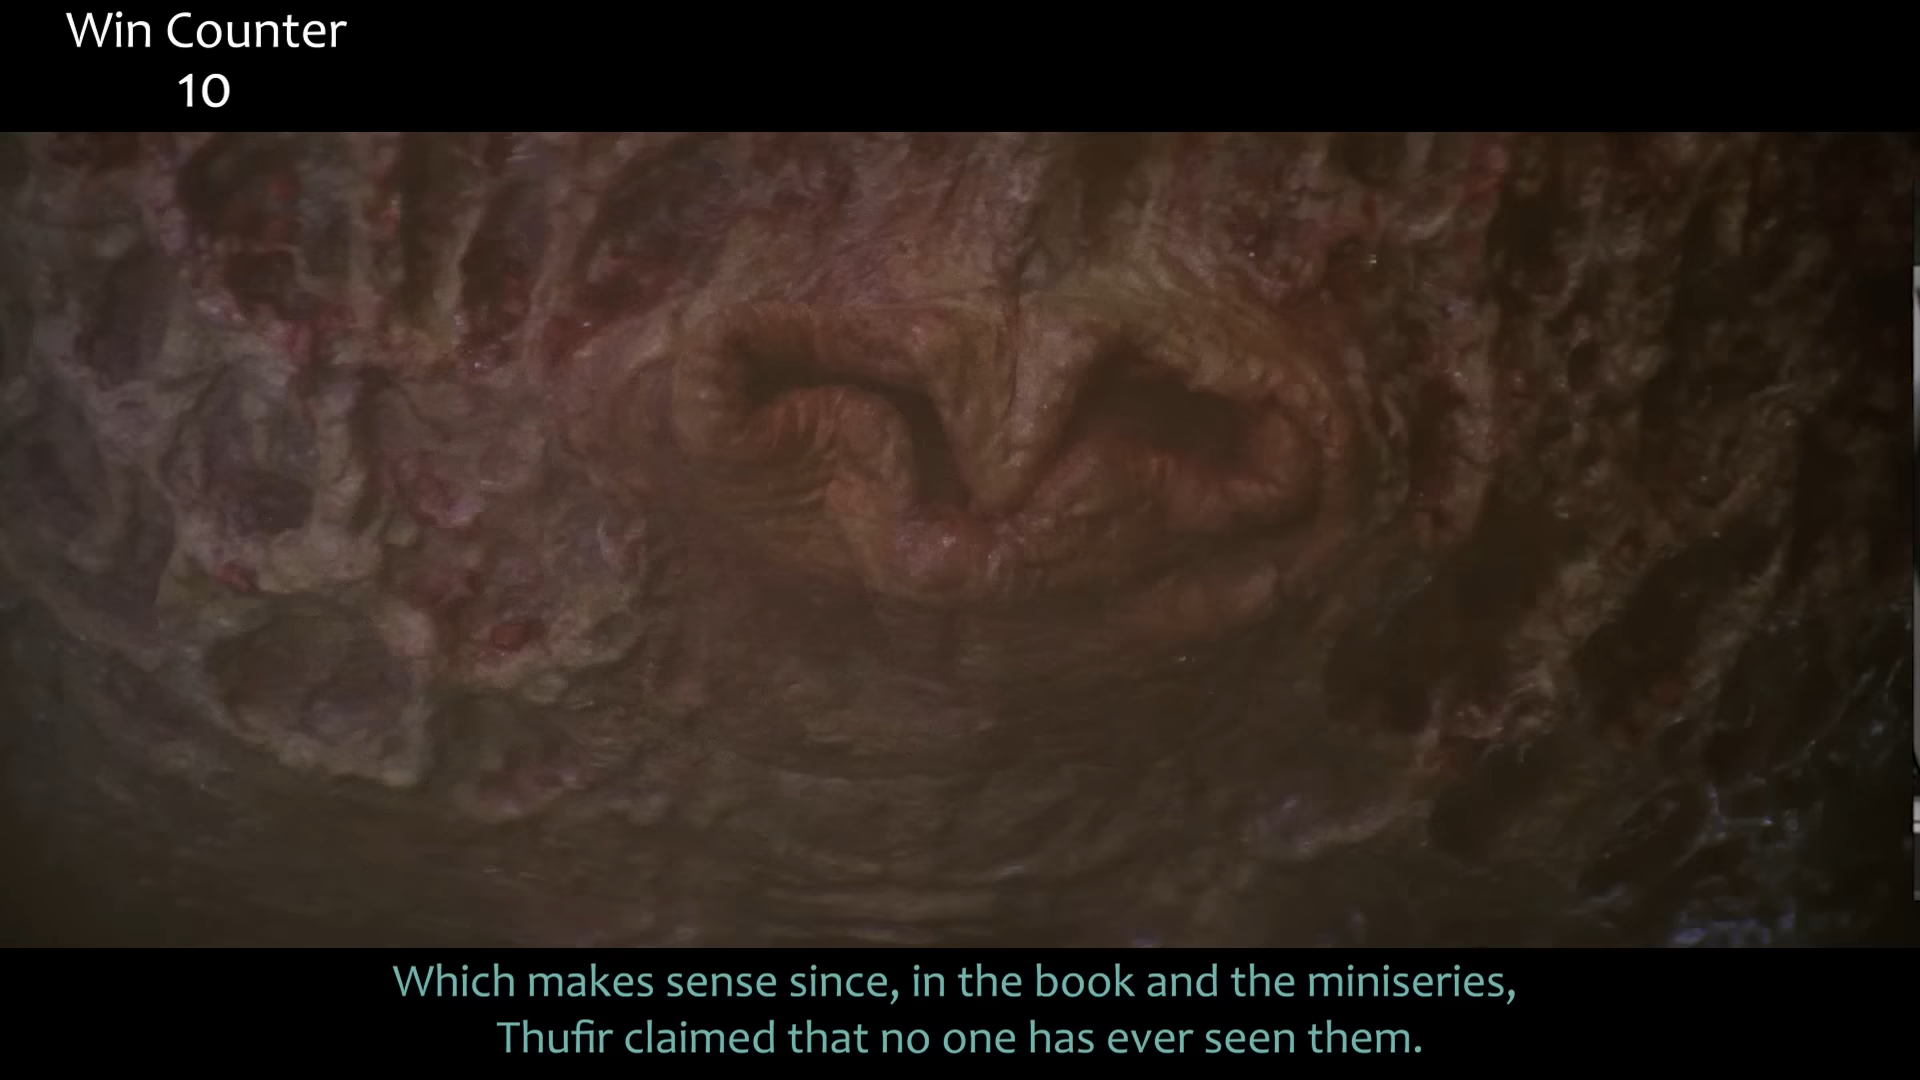 Win Counter
10
Which makes sense since, in the book and the miniseries,
Thufir claimed that no one has ever seen them.